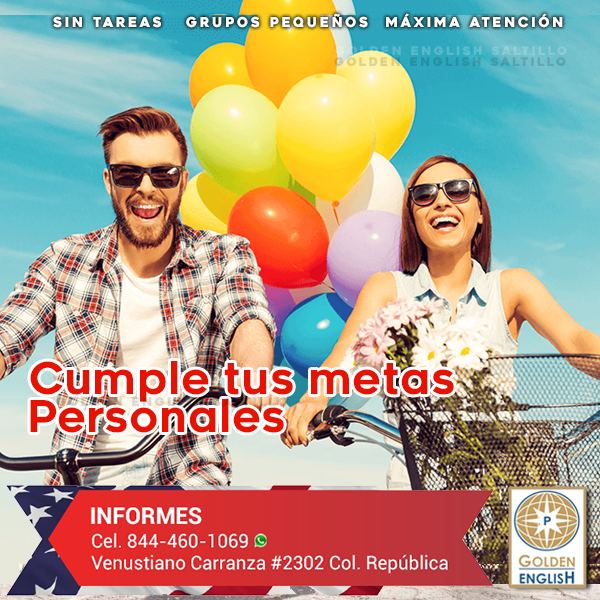 SIN TAREAS GRUPOS PEQUEÑOS MÁXIMA ATENCIÓN
GOLDEN ENGLISH SALTILLO
GOLDEN ENGLISH SALTILLO
Cumple tus metas
Personales
INFORMES
Cel. 844-460-1069
Venustiano Carranza #2302 Col. República
P
GOLDEN
ENGLISH